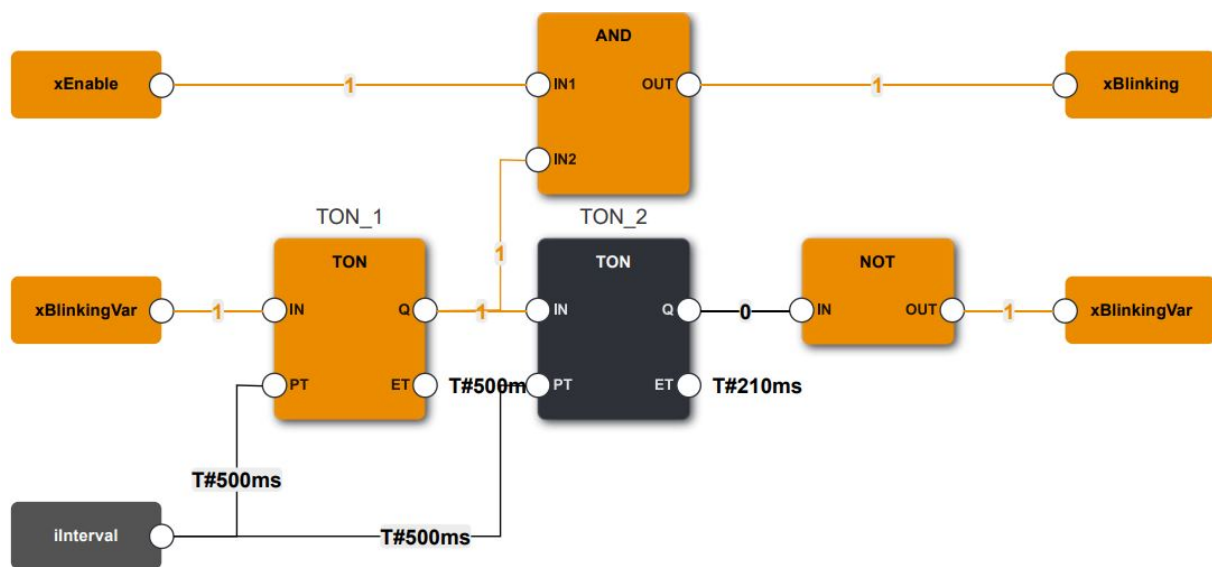 AND
xEnable
1
IN1
OUT
1
xBlinking
IN2
TON_1
TON_2
1
TON
TON
NOT
xBlinkingVar
1
IN
Q
1
IN
Q
0
IN
OUT
1
xBlinkingVar
PT
ET
T#500m
PT
ET
T#210ms
T#500ms
iInterval
T#500ms